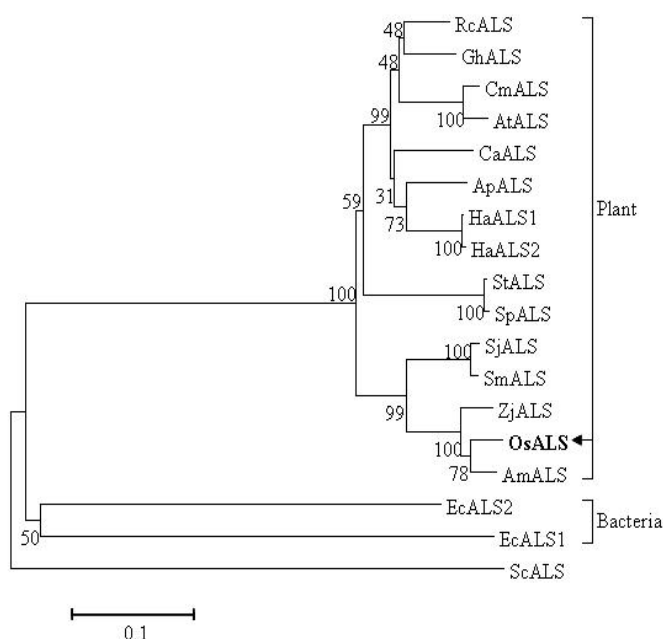 48 RcALS
48 GhALS
CmALS
99 100 AtALS
CaALS
59 31 ApALS
73 HaALS1
100 HaALS2
Plant
StALS
100 100 SpALS
100 SjALS
SmALS
99 ZjALS
100 OsALS
78 AmALS
EcALS2
50 EcALS1
Bacteria
ScALS
0.1